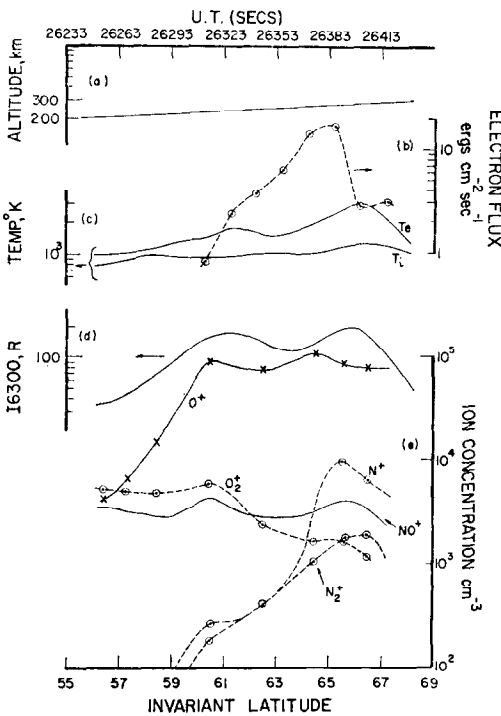 U.T. (SECS)
26233 26263 26293 26323 26353 26383 26413
ALTITUDE, km
300
200
(a)
(b)
10
1
ELECTRON FLUX
ergs cm⁻² sec⁻¹
TEMP, °K
(c)
10³
Te
Ti
I6300, R
(d)
100
O⁺
O₂⁺
(e)
N⁺
NO⁺
N₂⁺
10⁵
10⁴
10³
10²
ION CONCENTRATION cm⁻³
55 57 59 61 63 65 67 69
INVARIANT LATITUDE